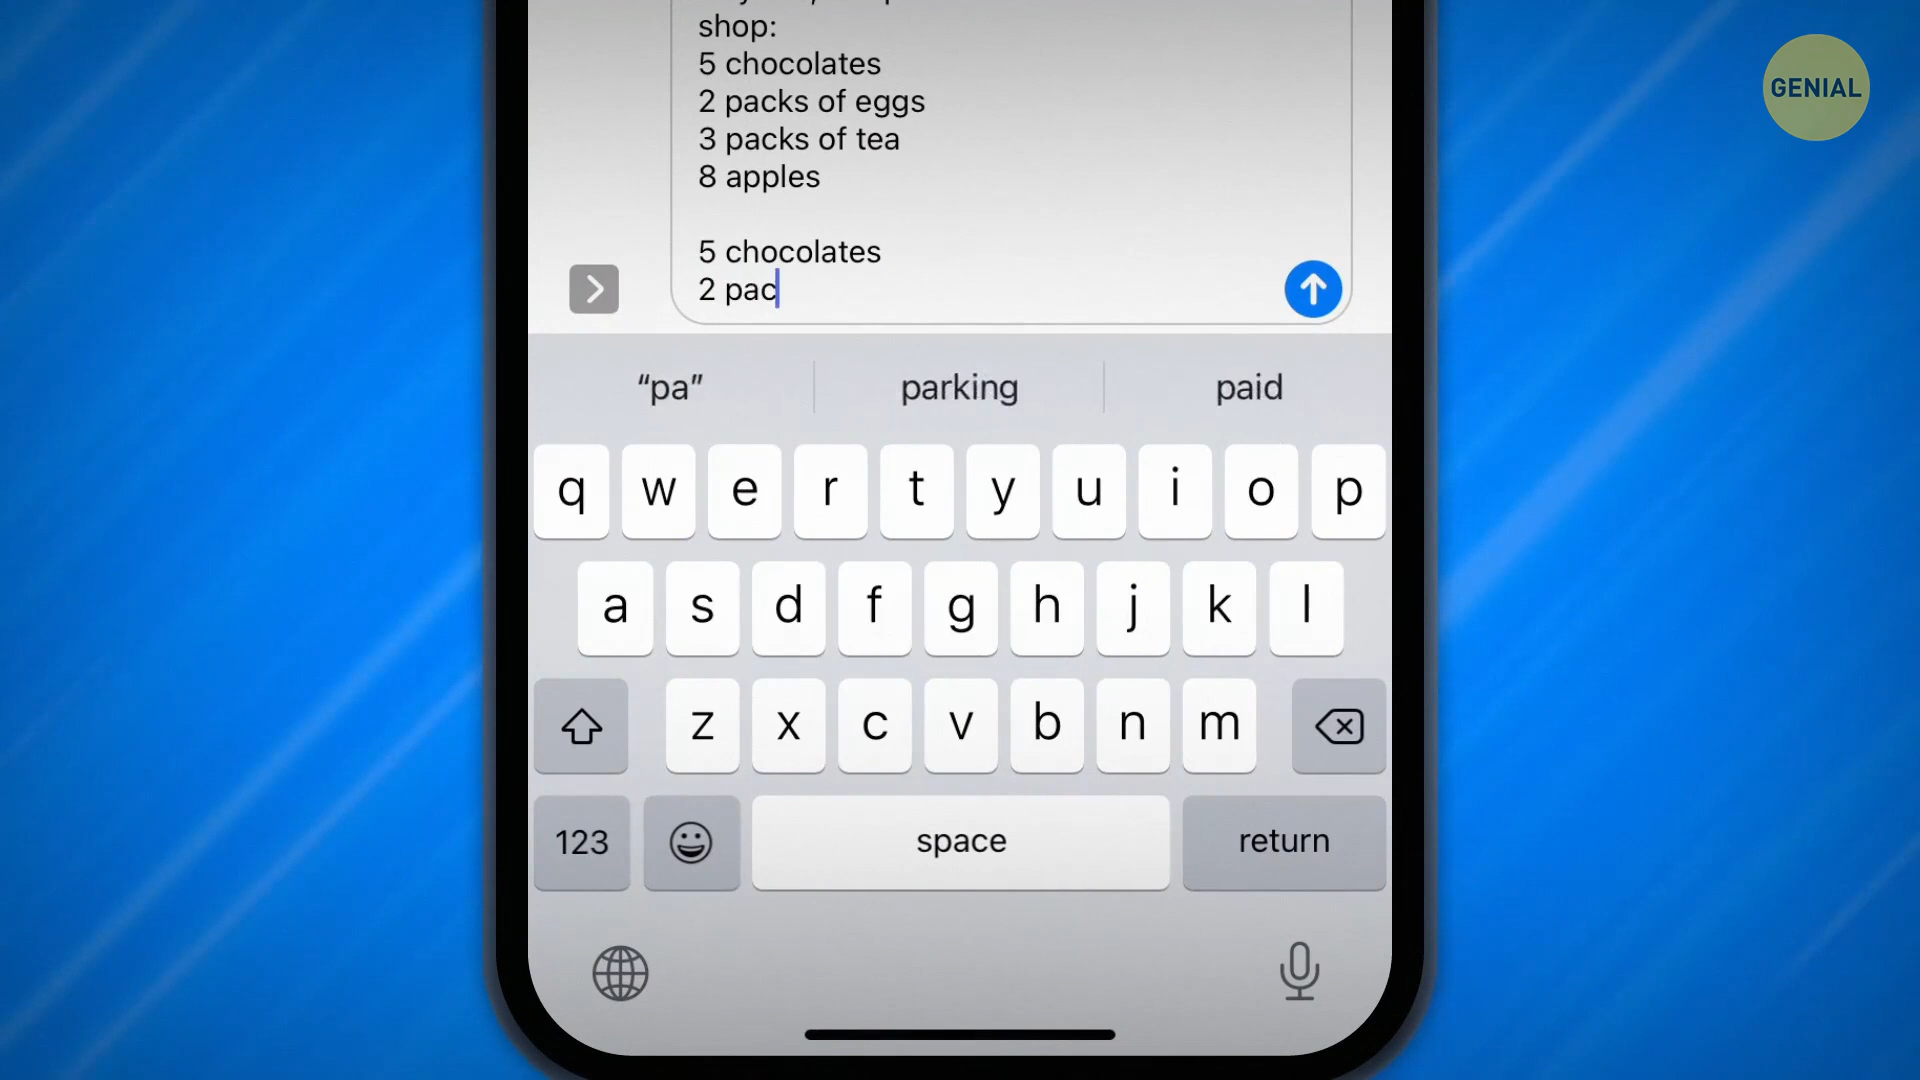 shop:
5 chocolates
2 packs of eggs
3 packs of tea
8 apples
5 chocolates
2 pac
GENIAL
“pa” parking paid
q w e r t y u i o p
a s d f g h j k l
z x c v b n m
123 space return